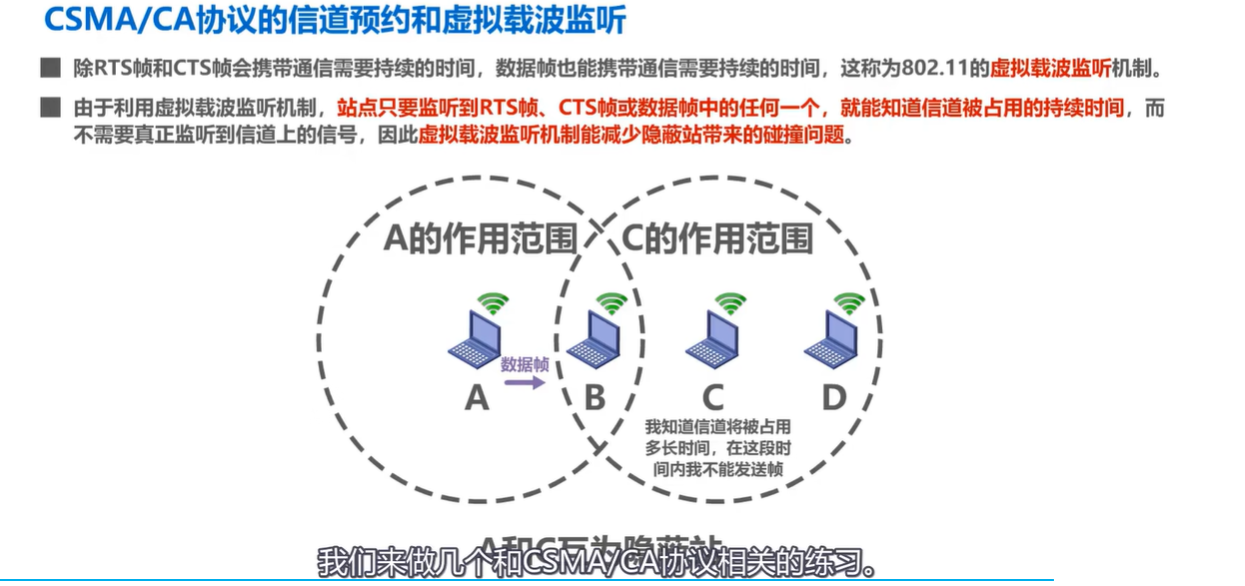 CSMA/CA协议的信道预约和虚拟载波监听
除RTS帧和CTS帧会携带通信需要持续的时间，数据帧也能携带通信需要持续的时间，这称为802.11的虚拟载波监听机制。
由于利用虚拟载波监听机制，站点只要监听到RTS帧、CTS帧或数据帧中的任何一个，就能知道信道被占用的持续时间，而
不需要真正监听到信道上的信号，因此虚拟载波监听机制能减少隐蔽站带来的碰撞问题。
A的作用范围
C的作用范围
数据帧
A
B
C
D
我知道信道将被占用
多长时间，在这段时
间内我不能发送帧
A和C互为隐蔽站
我们来做几个和CSMA/CA协议相关的练习。